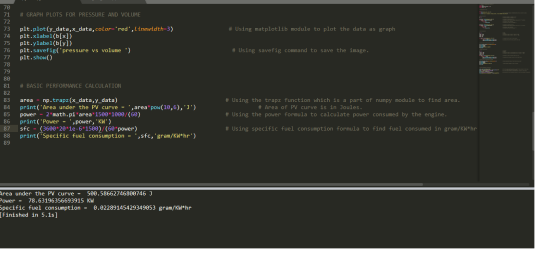 70
71 # GRAPH PLOTS FOR PRESSURE AND VOLUME
72
73 plt.plot(y_data,x_data,color='red',linewidth=3) # Using matplotlib module to plot the data as graph
74 plt.xlabel(b[x])
75 plt.ylabel(b[y])
76 plt.savefig('pressure vs volume ') # Using savefig command to save the image.
77 plt.show()
78
79
80
81 # BASIC PERFORMANCE CALCULATION
82
83 area = np.trapz(x_data,y_data) # Using the traps function which is a part of numpy module to find area.
84 print('Area under the PV curve = ',area*pow(10,6),'J') # Area of PV curve is in Joules.
85 power = 2*math.pi*area*1500*1000/(60) # Using the power formula to calculate power consumed by the engine.
86 print('Power = ',power,'KW')
87 sfc = (3600*20*1e-6*1500)/(60*power) # Using specific fuel consumption formula to find fuel consumed in gram/KW*hr
88 print('Specific fuel consumption = ',sfc,'gram/KW*hr')
89
Area under the PV curve = 500.58662746800746 J
Power = 78.63196356693915 KW
Specific fuel consumption = 0.02289145429349053 gram/KW*hr
[Finished in 5.1s]